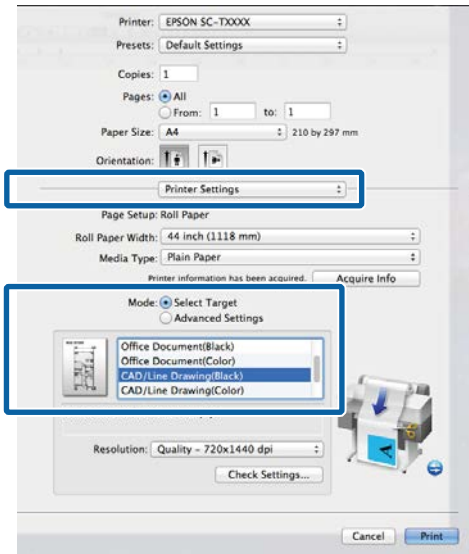 Printer: EPSON SC-TXXXX
Presets: Default Settings
Copies: 1
Pages: All
From: 1 to: 1
Paper Size: A4 210 by 297 mm
Orientation:
Printer Settings
Page Setup: Roll Paper
Roll Paper Width: 44 inch (1118 mm)
Media Type: Plain Paper
Printer information has been acquired. Acquire Info
Mode: Select Target
Advanced Settings
Office Document(Black)
Office Document(Color)
CAD/Line Drawing(Black)
CAD/Line Drawing(Color)
Resolution: Quality - 720x1440 dpi
Check Settings...
Cancel Print